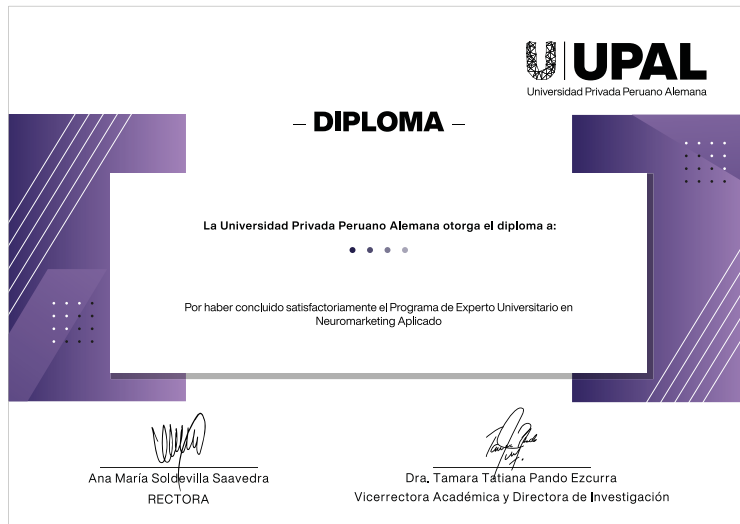 UPAL
Universidad Privada Peruano Alemana
– DIPLOMA –
La Universidad Privada Peruano Alemana otorga el diploma a:
Por haber concluido satisfactoriamente el Programa de Experto Universitario en
Neuromarketing Aplicado
Ana María Soldevilla Saavedra
RECTORA
Dra. Tamara Tatiana Pando Ezcurra
Vicerrectora Académica y Directora de Investigación